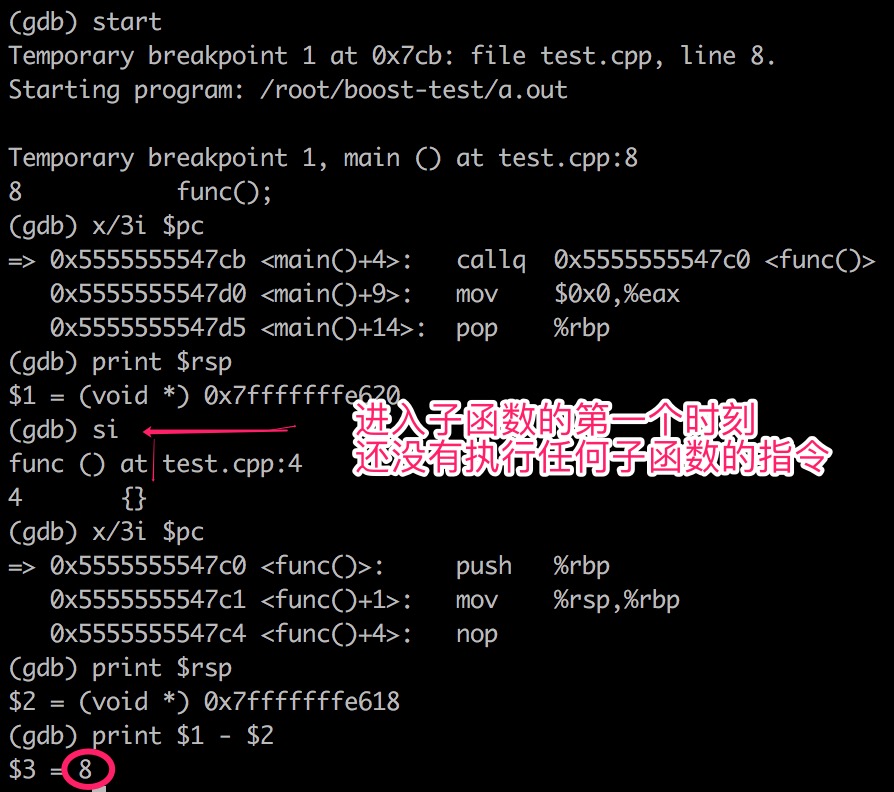 (gdb) start
Temporary breakpoint 1 at 0x7cb: file test.cpp, line 8.
Starting program: /root/boost-test/a.out
Temporary breakpoint 1, main () at test.cpp:8
8         func();
(gdb) x/3i $pc
=> 0x5555555547cb <main()+4>:   callq  0x5555555547c0 <func()>
   0x5555555547d0 <main()+9>:   mov    $0x0,%eax
   0x5555555547d5 <main()+14>:  pop    %rbp
(gdb) print $rsp
$1 = (void *) 0x7fffffffe620
(gdb) si
进入子函数的第一个时刻
还没有执行任何子函数的指令
func () at test.cpp:4
4       {}
(gdb) x/3i $pc
=> 0x5555555547c0 <func()>:     push   %rbp
   0x5555555547c1 <func()+1>:   mov    %rsp,%rbp
   0x5555555547c4 <func()+4>:   nop
(gdb) print $rsp
$2 = (void *) 0x7fffffffe618
(gdb) print $1 - $2
$3 = 8